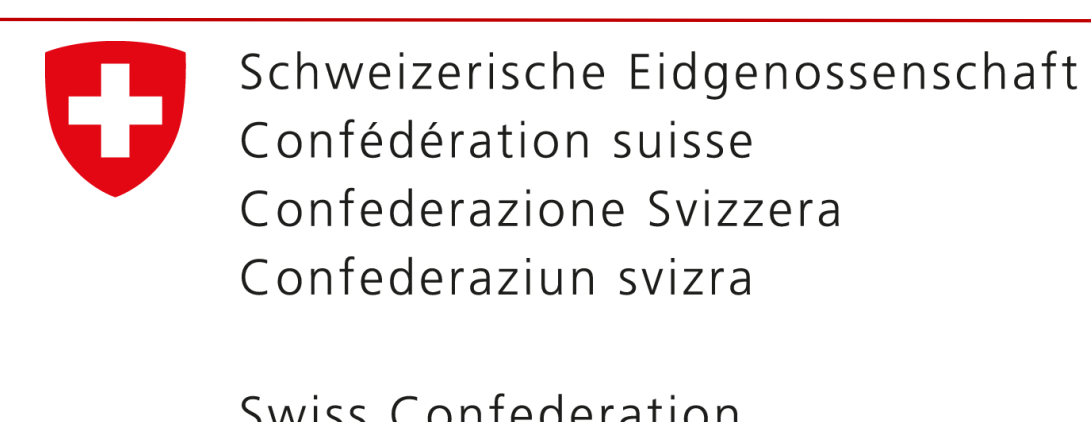 Schweizerische Eidgenossenschaft
Confédération suisse
Confederazione Svizzera
Confederaziun svizra
Swiss Confederation